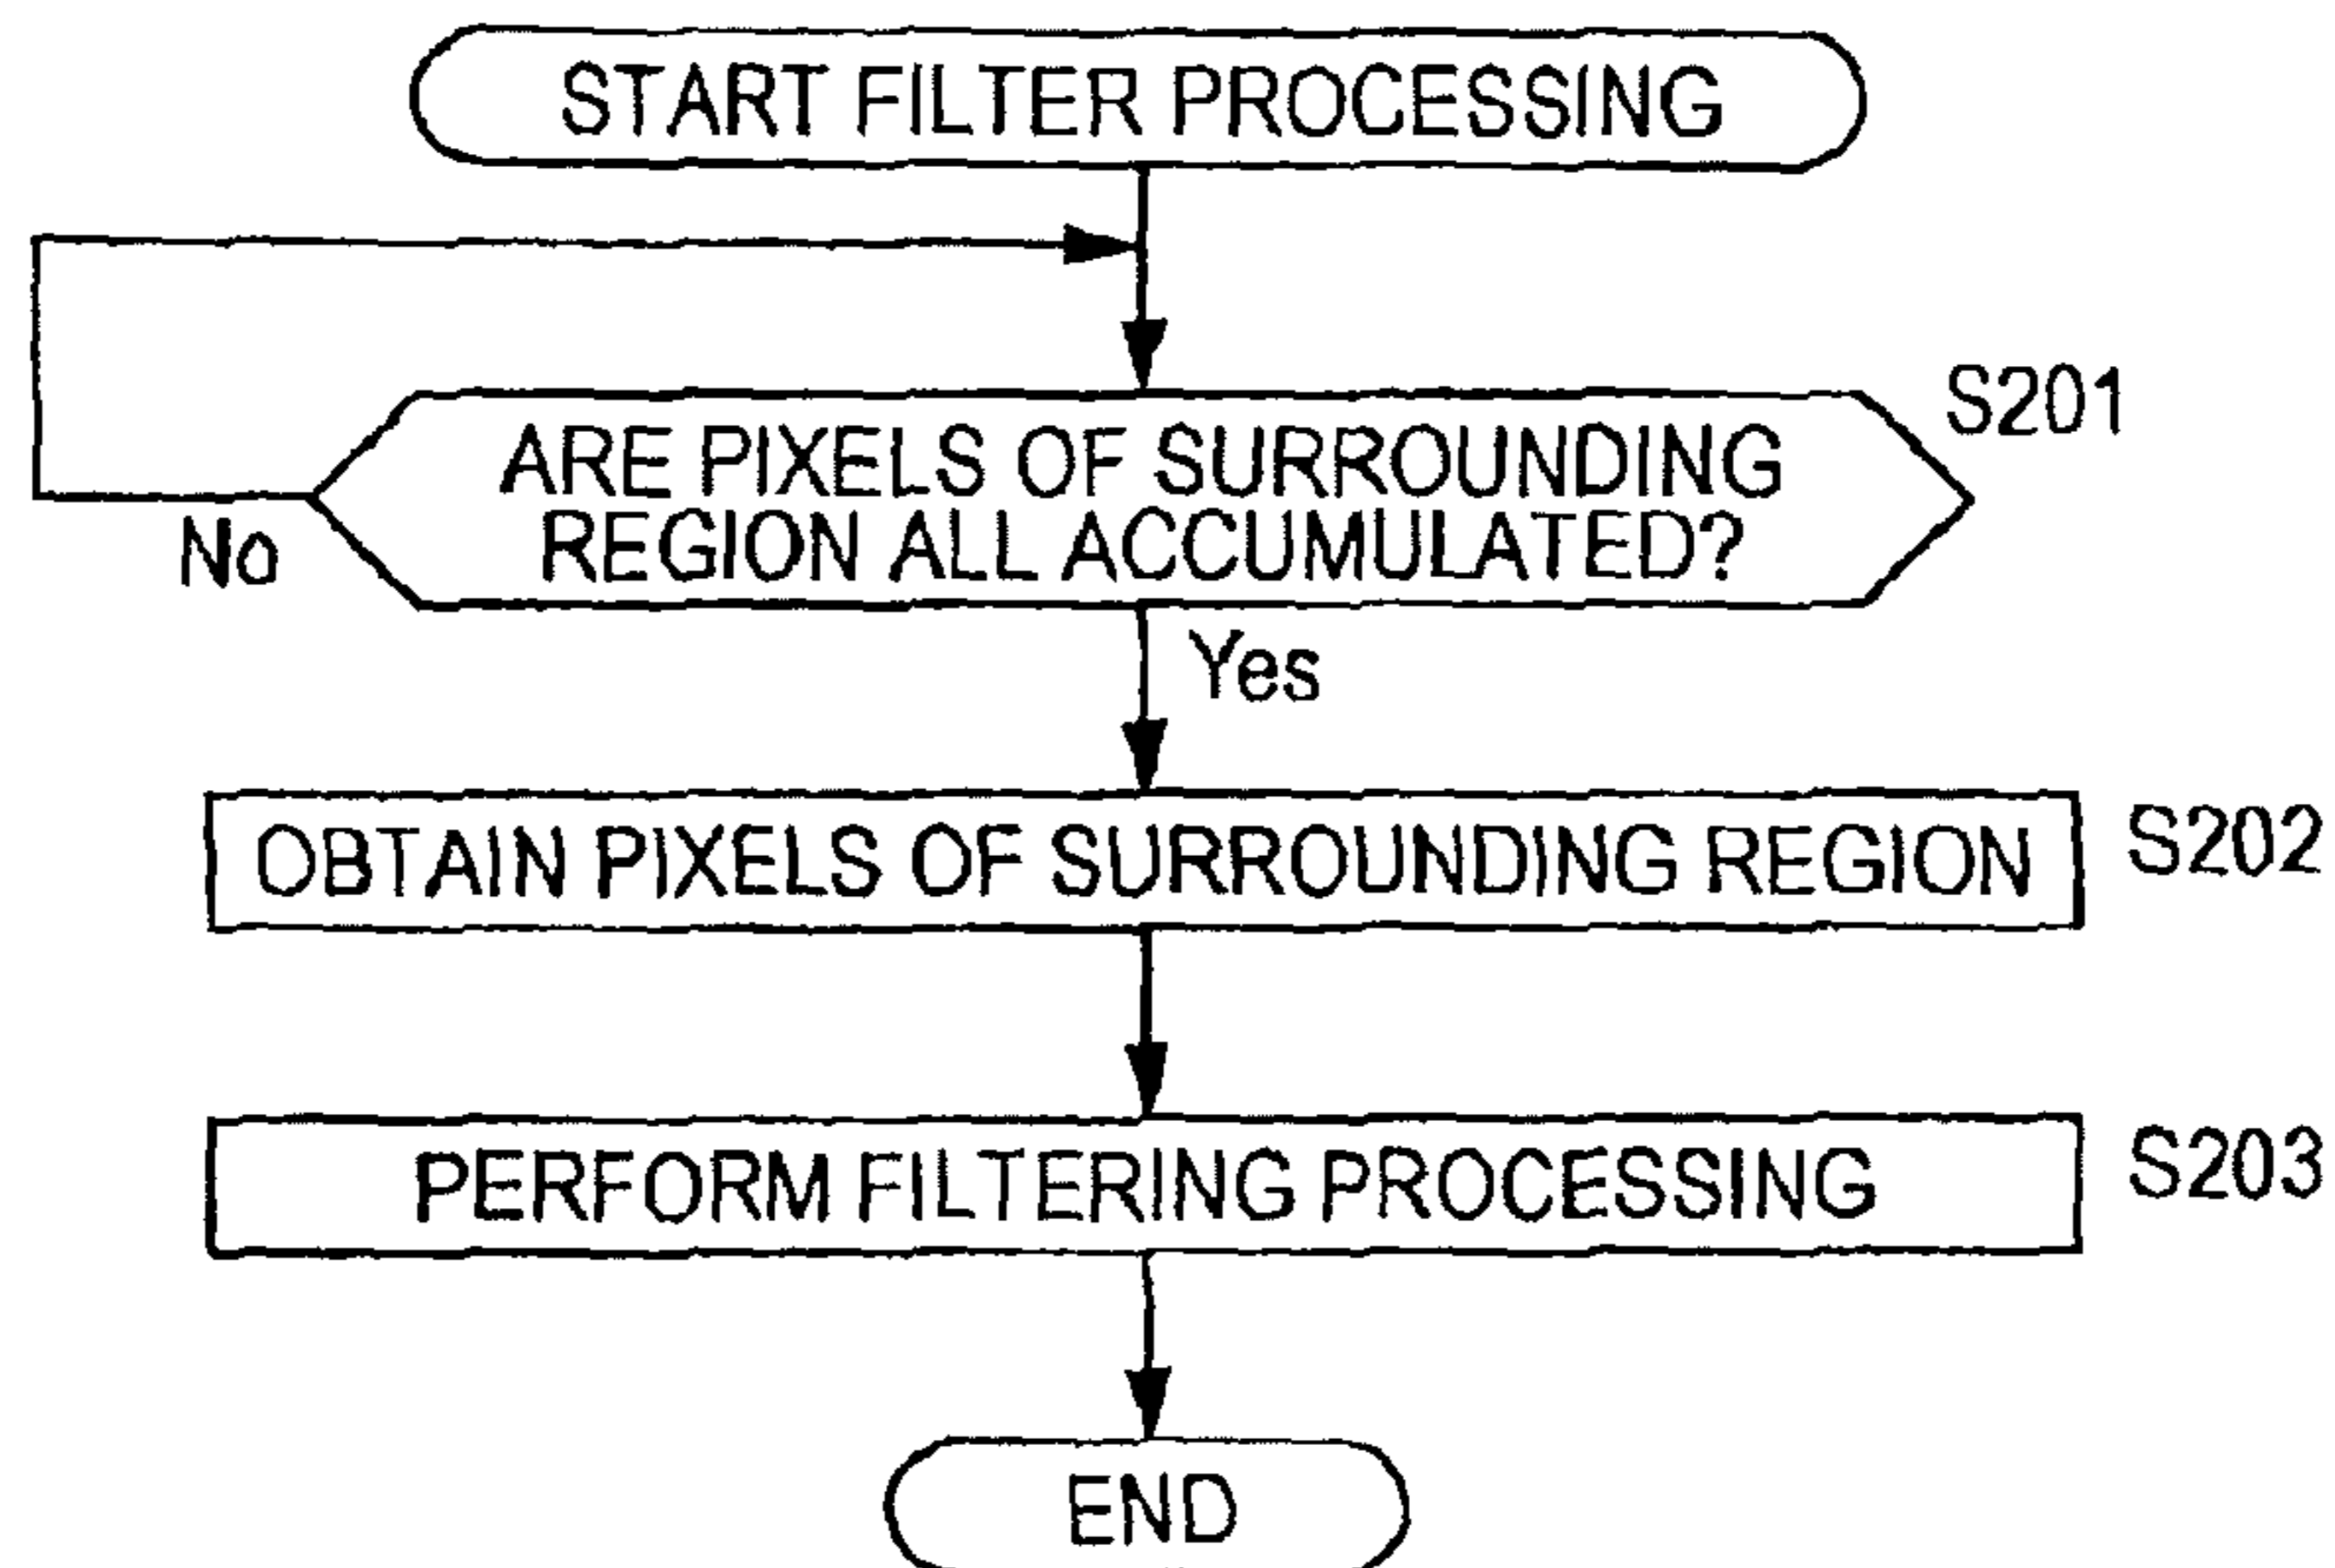 START FILTER PROCESSING
S201
ARE PIXELS OF SURROUNDING
REGION ALL ACCUMULATED?
No
Yes
OBTAIN PIXELS OF SURROUNDING REGION
S202
PERFORM FILTERING PROCESSING
S203
END